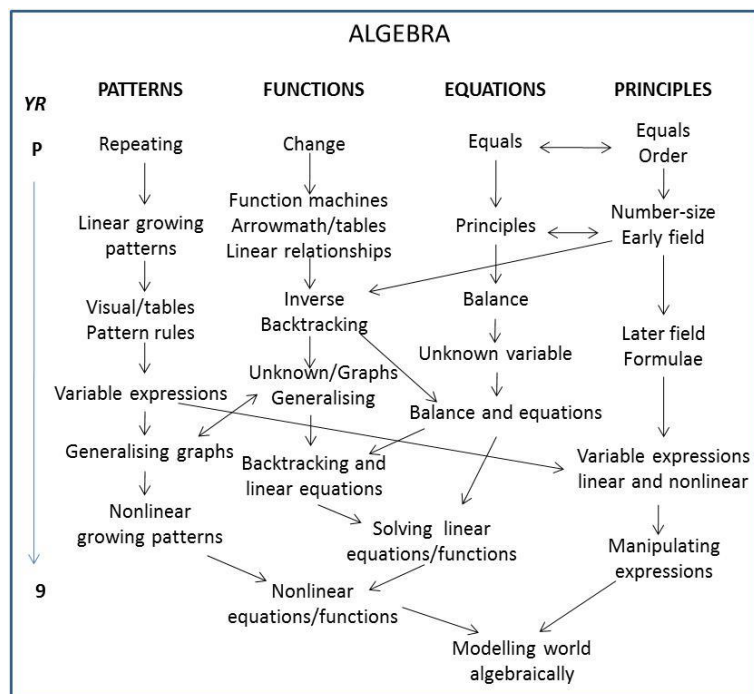 ALGEBRA
YR
PATTERNS
FUNCTIONS
EQUATIONS
PRINCIPLES
P
Repeating
Change
Equals
Equals
Order
Linear growing
patterns
Function machines
Arrowmath/tables
Linear relationships
Principles
Number-size
Early field
Visual/tables
Pattern rules
Inverse
Backtracking
Balance
Later field
Formulae
Unknown variable
Variable expressions
Unknown/Graphs
Generalising
Balance and equations
Generalising graphs
Backtracking and
linear equations
Variable expressions
linear and nonlinear
Nonlinear
growing patterns
Solving linear
equations/functions
Manipulating
expressions
9
Nonlinear
equations/functions
Modelling world
algebraically